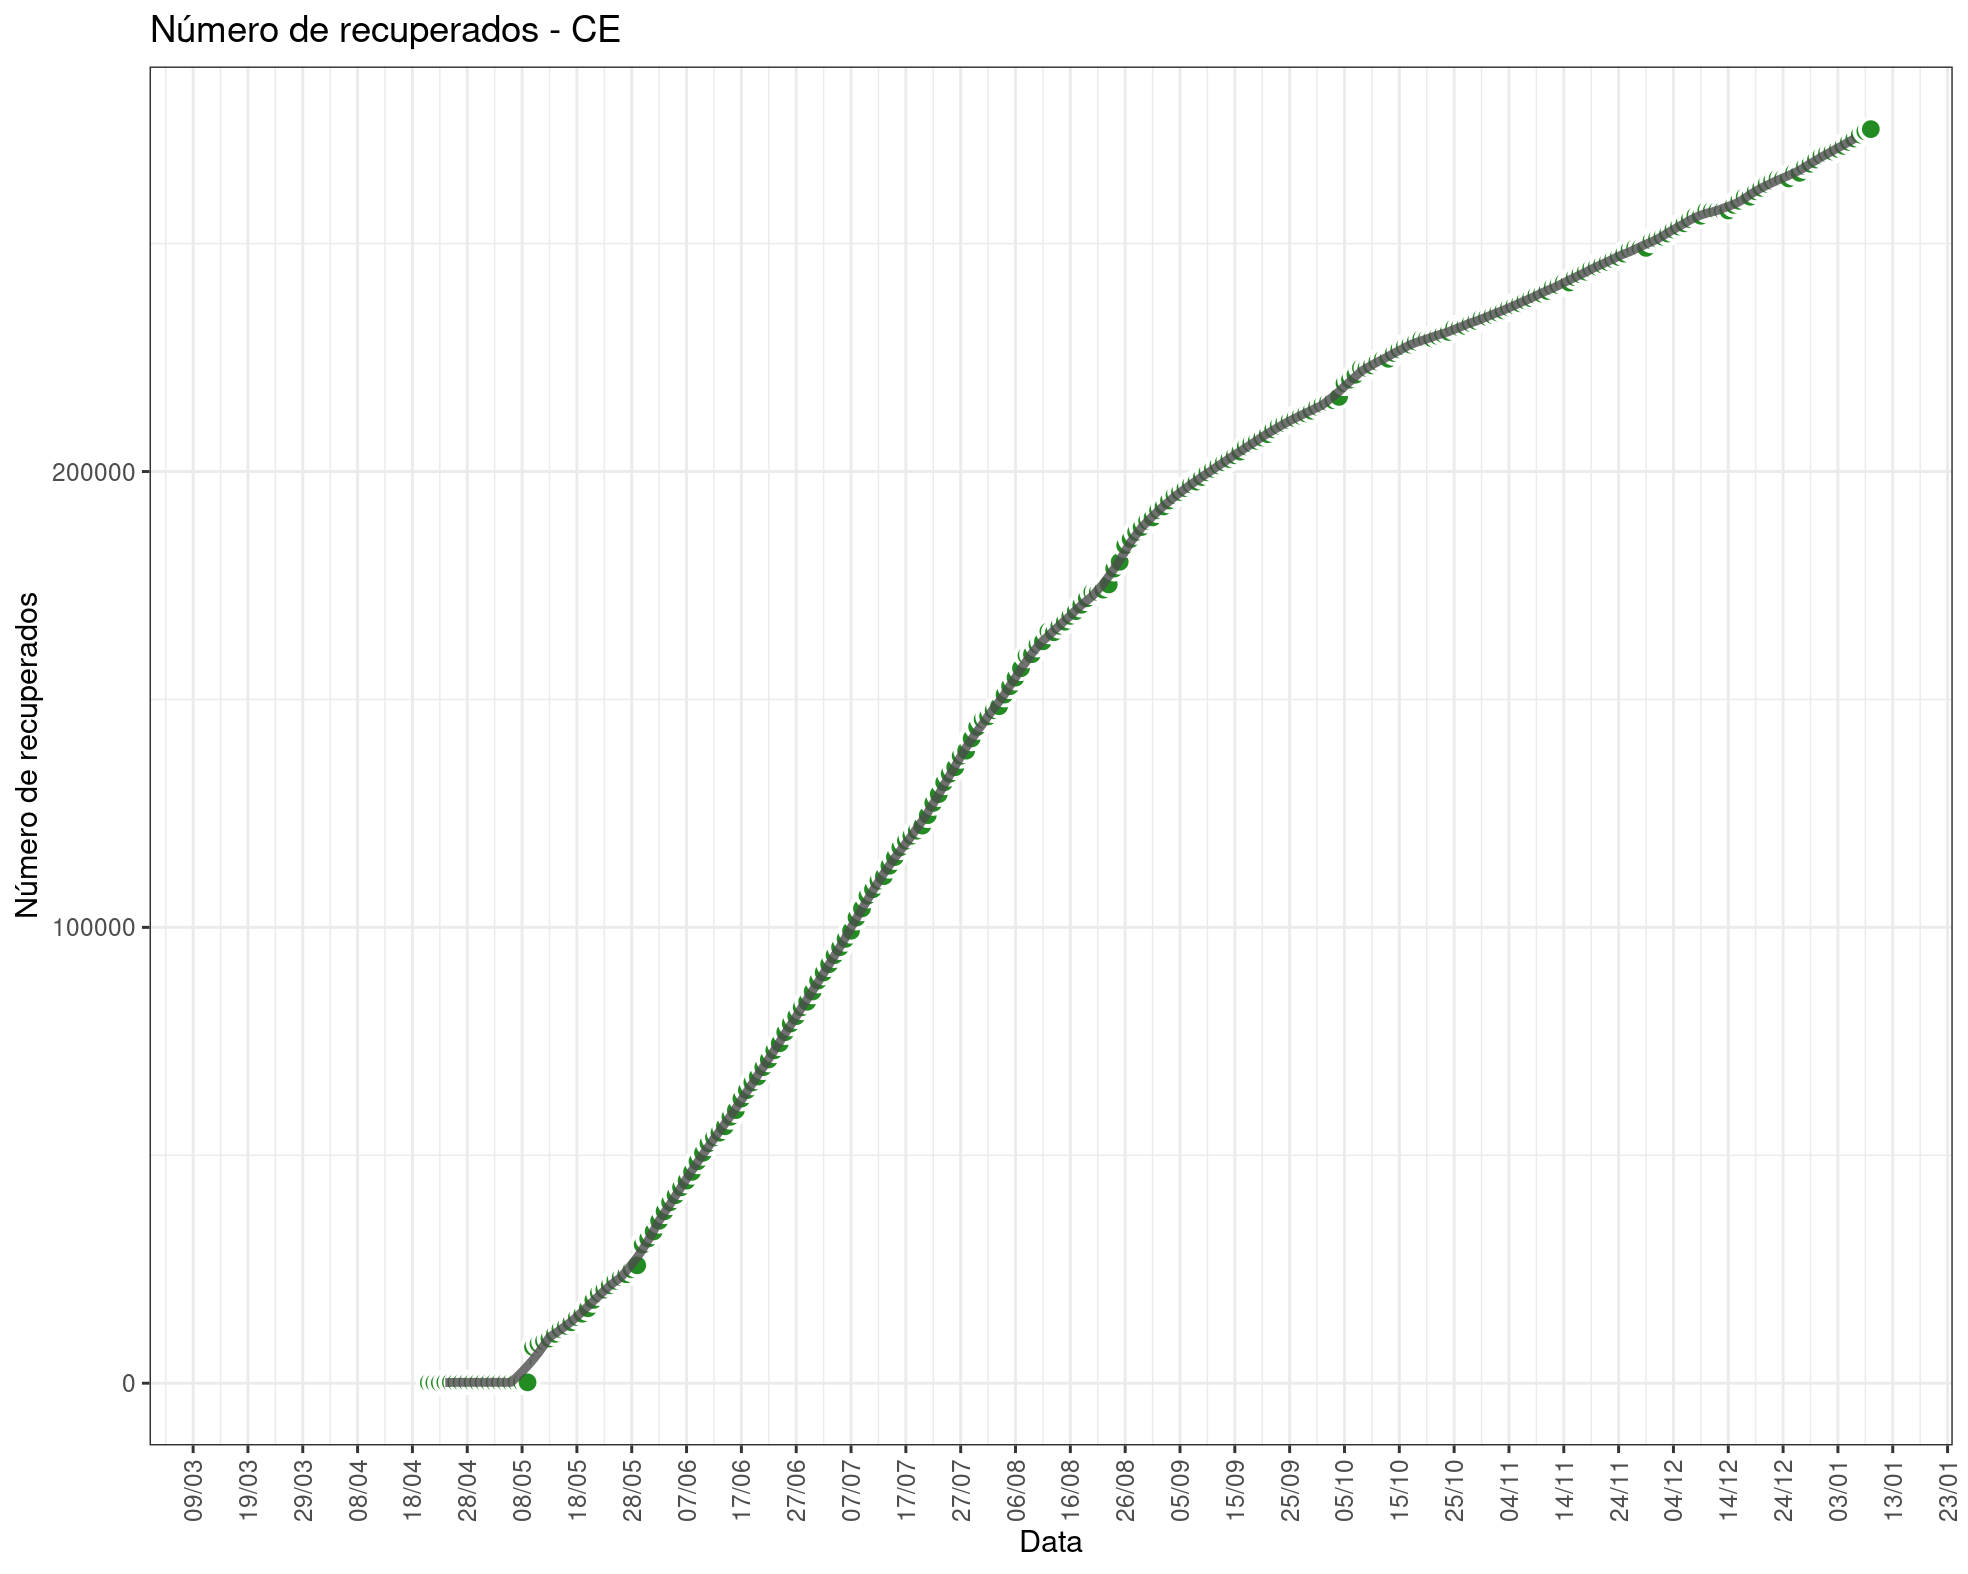 Número de recuperados - CE
Número de recuperados
200000
100000
0
09/03 19/03 29/03 08/04 18/04 28/04 08/05 18/05 28/05 07/06 17/06 27/06 07/07 17/07 27/07 06/08 16/08 26/08 05/09 15/09 25/09 05/10 15/10 25/10 04/11 14/11 24/11 04/12 14/12 24/12 03/01 13/01 23/01
Data